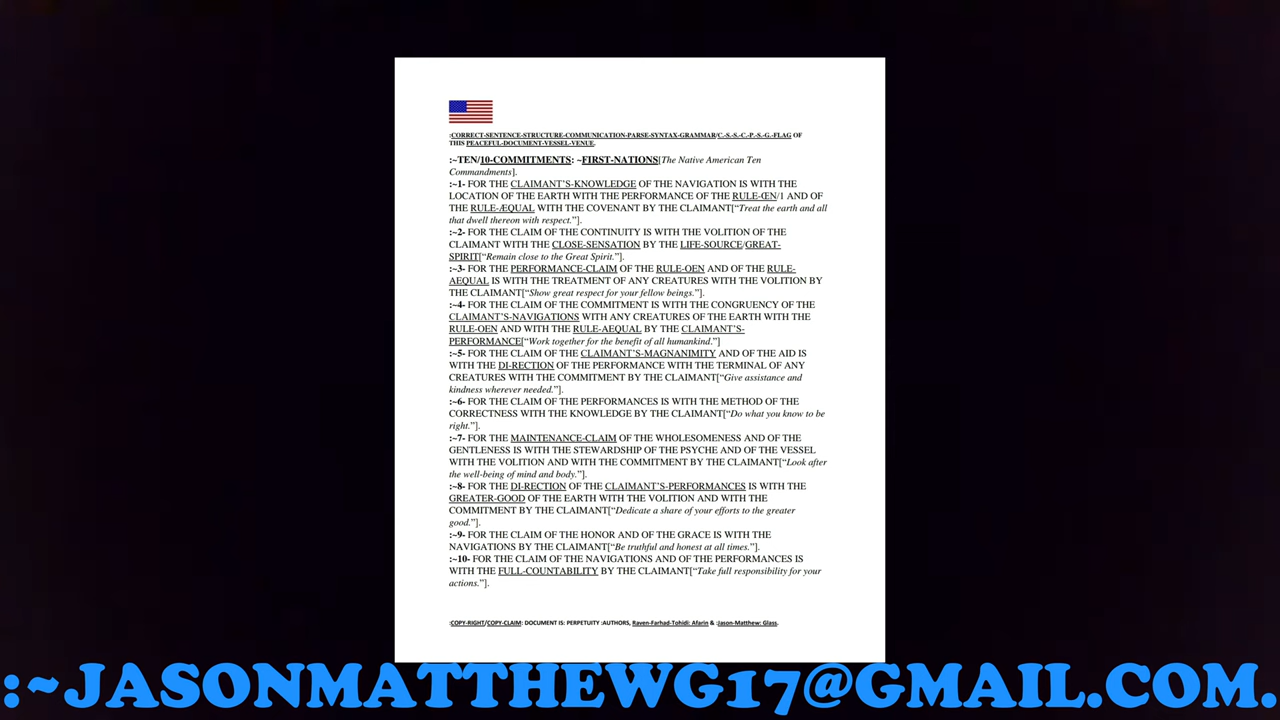 :CORRECT-SENTENCE-STRUCTURE-COMMUNICATION-PARSE-SYNTAX-GRAMMAR/C.-S.-S.-C.-P.-S.-G.-FLAG OF
THIS PEACEFUL-DOCUMENT-VESSEL-VENUE.
:~TEN/10-COMMITMENTS: ~FIRST-NATIONS[The Native American Ten
Commandments].
:~1- FOR THE CLAIMANT'S-KNOWLEDGE OF THE NAVIGATION IS WITH THE
LOCATION OF THE EARTH WITH THE PERFORMANCE OF THE RULE-ŒN/1 AND OF
THE RULE-ÆQUAL WITH THE COVENANT BY THE CLAIMANT[“Treat the earth and all
that dwell thereon with respect.”].
:~2- FOR THE CLAIM OF THE CONTINUITY IS WITH THE VOLITION OF THE
CLAIMANT WITH THE CLOSE-SENSATION BY THE LIFE-SOURCE/GREAT-
SPIRIT[“Remain close to the Great Spirit.”].
:~3- FOR THE PERFORMANCE-CLAIM OF THE RULE-OEN AND OF THE RULE-
AEQUAL IS WITH THE TREATMENT OF ANY CREATURES WITH THE VOLITION BY
THE CLAIMANT[“Show great respect for your fellow beings.”].
:~4- FOR THE CLAIM OF THE COMMITMENT IS WITH THE CONGRUENCY OF THE
CLAIMANT'S-NAVIGATIONS WITH ANY CREATURES OF THE EARTH WITH THE
RULE-OEN AND WITH THE RULE-AEQUAL BY THE CLAIMANT'S-
PERFORMANCE[“Work together for the benefit of all humankind.”]
:~5- FOR THE CLAIM OF THE CLAIMANT'S-MAGNANIMITY AND OF THE AID IS
WITH THE DI-RECTION OF THE PERFORMANCE WITH THE TERMINAL OF ANY
CREATURES WITH THE COMMITMENT BY THE CLAIMANT[“Give assistance and
kindness wherever needed.”].
:~6- FOR THE CLAIM OF THE PERFORMANCES IS WITH THE METHOD OF THE
CORRECTNESS WITH THE KNOWLEDGE BY THE CLAIMANT[“Do what you know to be
right.”].
:~7- FOR THE MAINTENANCE-CLAIM OF THE WHOLESOMENESS AND OF THE
GENTLENESS IS WITH THE STEWARDSHIP OF THE PSYCHE AND OF THE VESSEL
WITH THE VOLITION AND WITH THE COMMITMENT BY THE CLAIMANT[“Look after
the well-being of mind and body.”].
:~8- FOR THE DI-RECTION OF THE CLAIMANT'S-PERFORMANCES IS WITH THE
GREATER-GOOD OF THE EARTH WITH THE VOLITION AND WITH THE
COMMITMENT BY THE CLAIMANT[“Dedicate a share of your efforts to the greater
good.”].
:~9- FOR THE CLAIM OF THE HONOR AND OF THE GRACE IS WITH THE
NAVIGATIONS BY THE CLAIMANT[“Be truthful and honest at all times.”].
:~10- FOR THE CLAIM OF THE NAVIGATIONS AND OF THE PERFORMANCES IS
WITH THE FULL-COUNTABILITY BY THE CLAIMANT[“Take full responsibility for your
actions.”].
:COPY-RIGHT/COPY-CLAIM: DOCUMENT IS: PERPETUITY :AUTHORS, Raven-Farhad-Tohidi: Afarin & :Jason-Matthew: Glass.
:~JASONMATTHEWG17@GMAIL.COM.